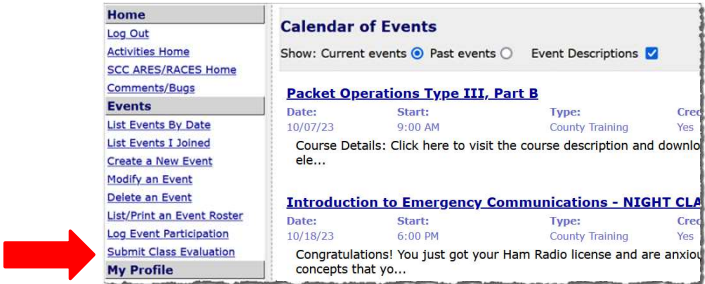 Home
Log Out
Activities Home
SCC ARES/RACES Home
Comments/Bugs
Events
List Events By Date
List Events I Joined
Create a New Event
Modify an Event
Delete an Event
List/Print an Event Roster
Log Event Participation
Submit Class Evaluation
My Profile
Calendar of Events
Show: Current events Past events Event Descriptions
Packet Operations Type III, Part B
Date: Start: Type: Cred
10/07/23 9:00 AM County Training Yes
Course Details: Click here to visit the course description and downlo
ele...
Introduction to Emergency Communications - NIGHT CLA
Date: Start: Type: Cred
10/18/23 6:00 PM County Training Yes
Congratulations! You just got your Ham Radio license and are anxiou
concepts that yo...